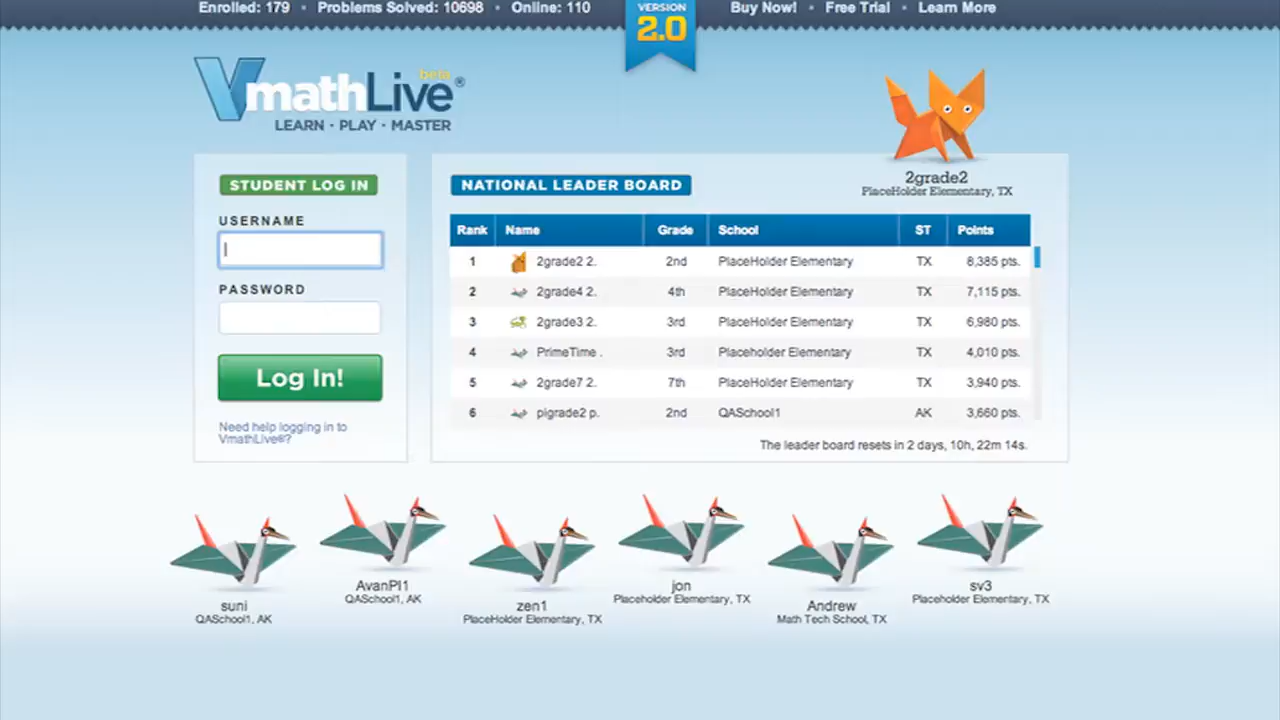 Enrolled: 179 • Problems Solved: 10698 • Online: 110
VERSION
2.0
Buy Now! • Free Trial • Learn More
VmathLive beta ®
LEARN · PLAY · MASTER
2grade2
PlaceHolder Elementary, TX
STUDENT LOG IN
USERNAME
PASSWORD
Log In!
Need help logging in to
VmathLive®?
NATIONAL LEADER BOARD
Rank Name Grade School ST Points
1 2grade2 2. 2nd PlaceHolder Elementary TX 8,385 pts.
2 2grade4 2. 4th PlaceHolder Elementary TX 7,115 pts.
3 2grade3 2. 3rd PlaceHolder Elementary TX 6,980 pts.
4 PrimeTime . 3rd Placeholder Elementary TX 4,010 pts.
5 2grade7 2. 7th PlaceHolder Elementary TX 3,940 pts.
6 pigrade2 p. 2nd QASchool1 AK 3,660 pts.
The leader board resets in 2 days, 10h, 22m 14s.
suni
QASchool1, AK
AvanPI1
QASchool1, AK
zen1
PlaceHolder Elementary, TX
jon
Placeholder Elementary, TX
Andrew
Math Tech School, TX
sv3
Placeholder Elementary, TX